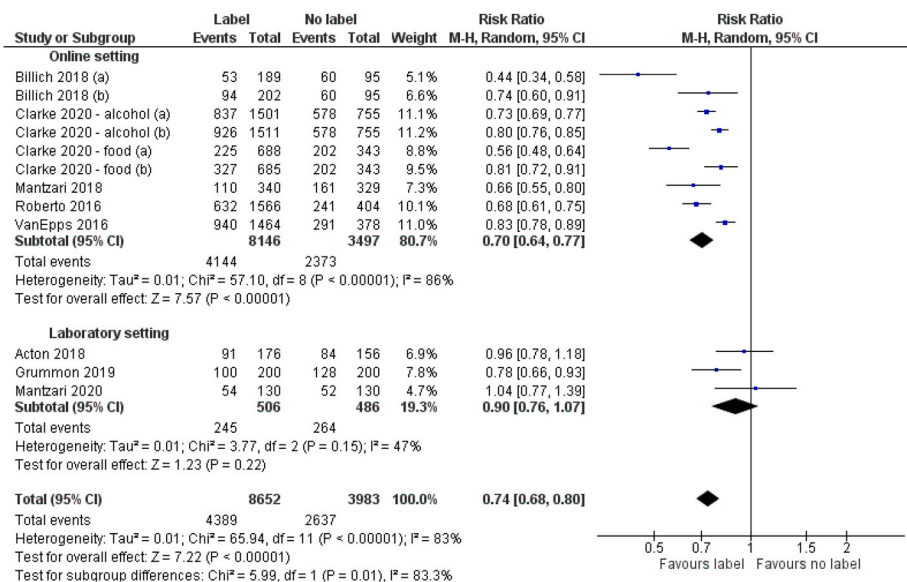 Label No label Risk Ratio Risk Ratio
Study or Subgroup Events Total Events Total Weight M-H, Random, 95% CI M-H, Random, 95% CI
Online setting
Billich 2018 (a) 53 189 60 95 5.1% 0.44 [0.34, 0.58]
Billich 2018 (b) 94 202 60 95 6.6% 0.74 [0.60, 0.91]
Clarke 2020 - alcohol (a) 837 1501 578 755 11.1% 0.73 [0.69, 0.77]
Clarke 2020 - alcohol (b) 926 1511 578 755 11.2% 0.80 [0.76, 0.85]
Clarke 2020 - food (a) 225 688 202 343 8.8% 0.56 [0.48, 0.64]
Clarke 2020 - food (b) 327 685 202 343 9.5% 0.81 [0.72, 0.91]
Mantzari 2018 110 340 161 329 7.3% 0.66 [0.55, 0.80]
Roberto 2016 632 1566 241 404 10.1% 0.68 [0.61, 0.75]
VanEpps 2016 940 1464 291 378 11.0% 0.83 [0.78, 0.89]
Subtotal (95% CI) 8146 3497 80.7% 0.70 [0.64, 0.77]
Total events 4144 2373
Heterogeneity: Tau² = 0.01; Chi² = 57.10, df = 8 (P < 0.00001); I² = 86%
Test for overall effect: Z = 7.57 (P < 0.00001)
Laboratory setting
Acton 2018 91 176 84 156 6.9% 0.96 [0.78, 1.18]
Grummon 2019 100 200 128 200 7.8% 0.78 [0.66, 0.93]
Mantzari 2020 54 130 52 130 4.7% 1.04 [0.77, 1.39]
Subtotal (95% CI) 506 486 19.3% 0.90 [0.76, 1.07]
Total events 245 264
Heterogeneity: Tau² = 0.01; Chi² = 3.77, df = 2 (P = 0.15); I² = 47%
Test for overall effect: Z = 1.23 (P = 0.22)
Total (95% CI) 8652 3983 100.0% 0.74 [0.68, 0.80]
Total events 4389 2637
Heterogeneity: Tau² = 0.01; Chi² = 65.94, df = 11 (P < 0.00001); I² = 83%
Test for overall effect: Z = 7.22 (P < 0.00001)
Test for subgroup differences: Chi² = 5.99, df = 1 (P = 0.01), I² = 83.3%
0.5 0.7 1 1.5 2
Favours label Favours no label